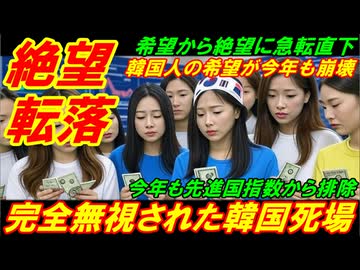 絶望
転落
希望から絶望に急転直下
韓国人の希望が今年も崩壊
今年も先進国指数から排除
完全無視された韓国死場